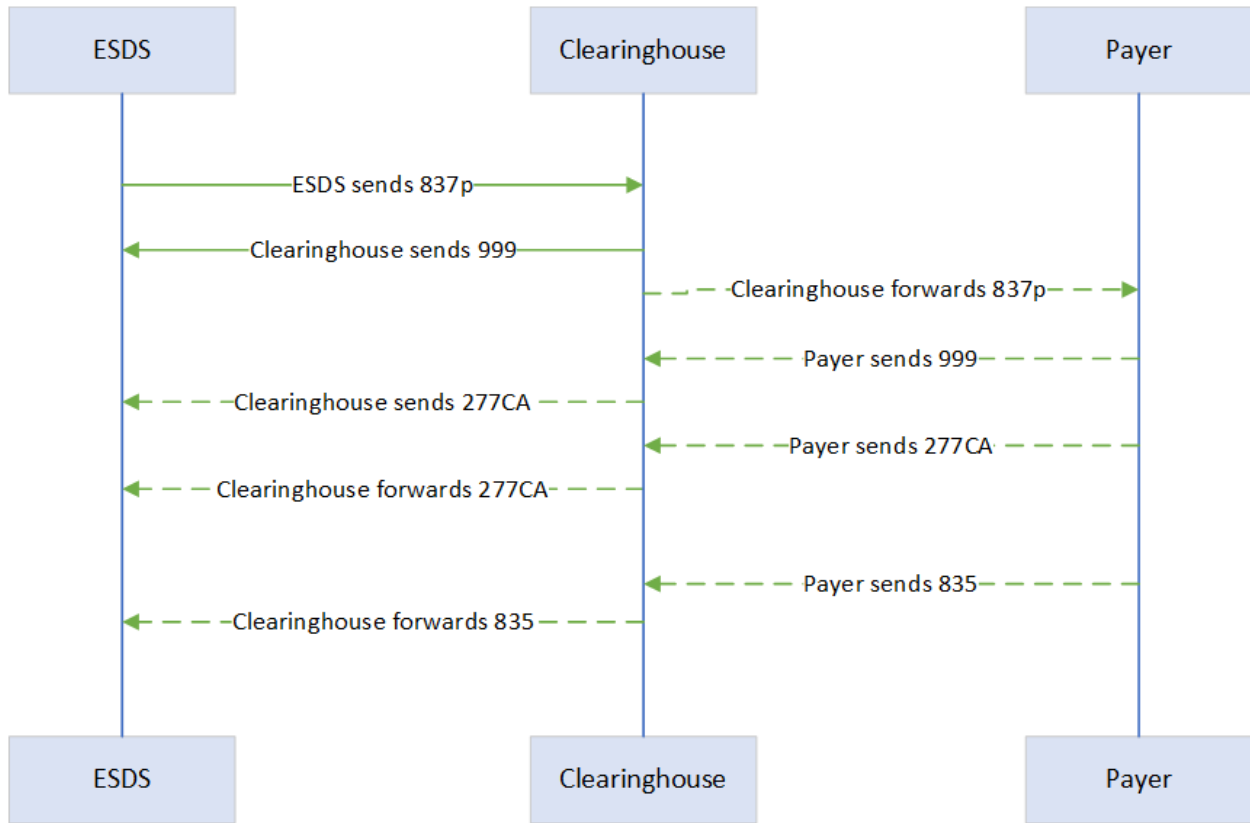 ESDS
Clearinghouse
Payer
ESDS sends 837p
Clearinghouse sends 999
Clearinghouse forwards 837p
Payer sends 999
Clearinghouse sends 277CA
Payer sends 277CA
Clearinghouse forwards 277CA
Payer sends 835
Clearinghouse forwards 835
ESDS
Clearinghouse
Payer